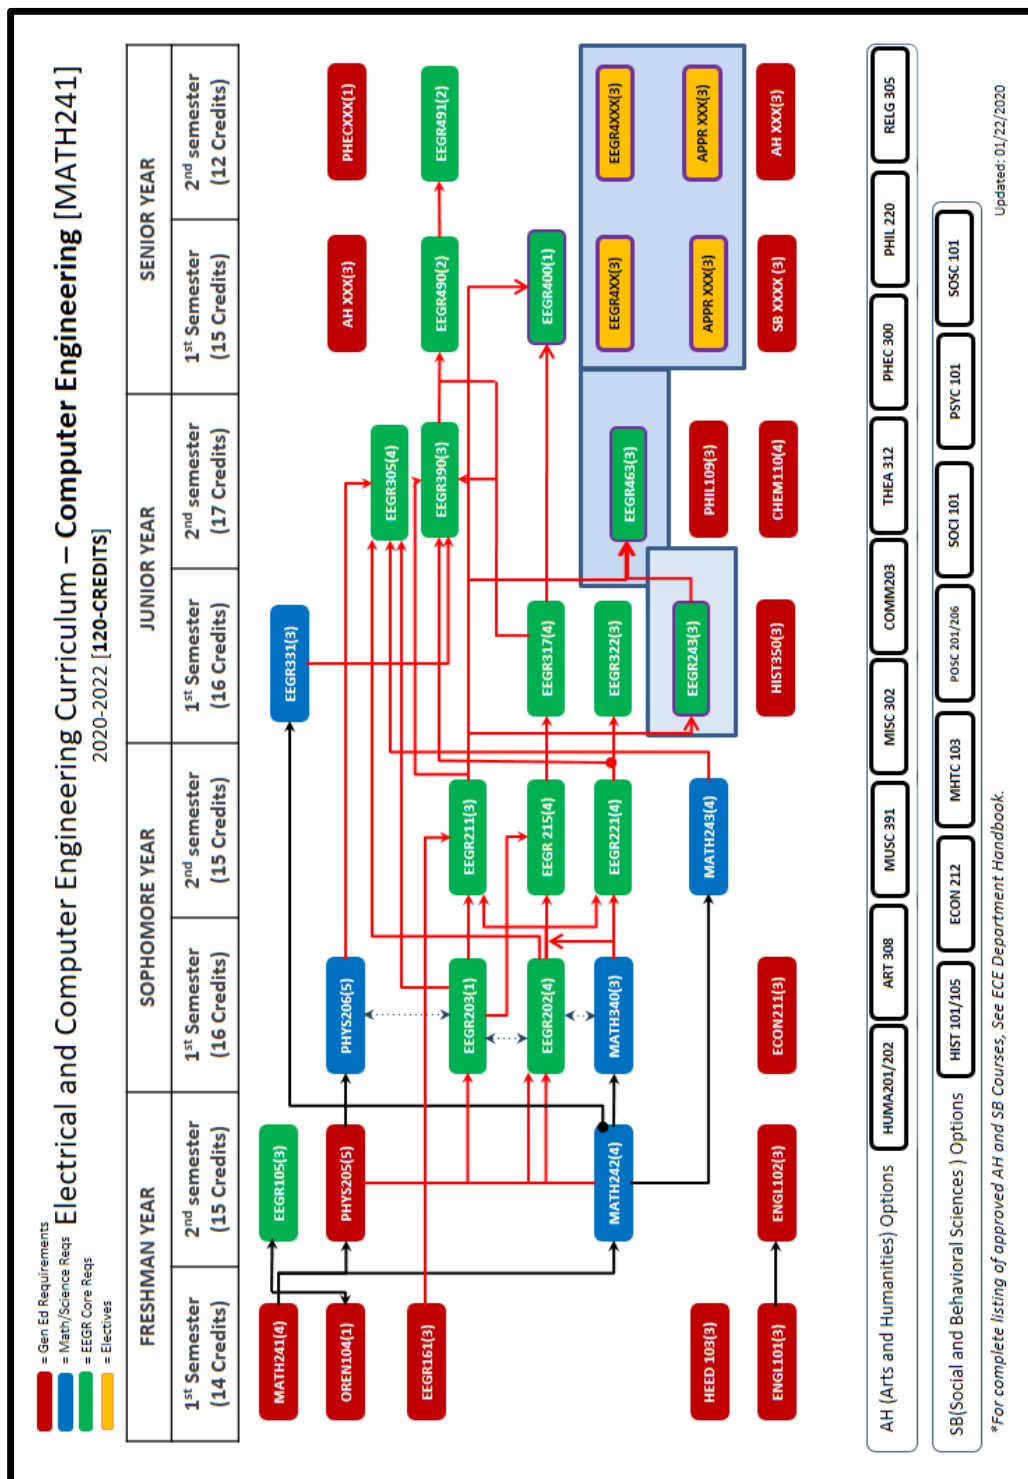 Electrical and Computer Engineering Curriculum – Computer Engineering [MATH241]
2020-2022 [120-CREDITS]
= Gen Ed Requirements
= Math/Science Reqs
= EEGR Core Reqs
= Electives
FRESHMAN YEAR
SOPHOMORE YEAR
JUNIOR YEAR
SENIOR YEAR
1st Semester
(14 Credits)
2nd semester
(15 Credits)
1st Semester
(16 Credits)
2nd semester
(15 Credits)
1st Semester
(16 Credits)
2nd semester
(17 Credits)
1st Semester
(15 Credits)
2nd semester
(12 Credits)
MATH241(4)
OREN104(1)
EEGR161(3)
HEED 103(3)
ENGL101(3)
EEGR105(3)
PHYS205(5)
MATH242(4)
ENGL102(3)
PHYS206(5)
EEGR203(1)
EEGR202(4)
MATH340(3)
ECON211(3)
EEGR211(3)
EEGR 215(4)
EEGR221(4)
MATH243(4)
EEGR331(3)
EEGR317(4)
EEGR322(3)
EEGR243(3)
HIST350(3)
EEGR305(4)
EEGR390(3)
EEGR463(3)
PHIL109(3)
CHEM110(4)
AH XXX(3)
EEGR490(2)
EEGR400(1)
EEGR4XX(3)
APPR XXX(3)
SB XXXX (3)
PHECXXX(1)
EEGR491(2)
EEGR4XXX(3)
APPR XXX(3)
AH XXX(3)
AH (Arts and Humanities) Options
HUMA201/202
ART 308
MUSC 391
MISC 302
COMM203
THEA 312
PHEC 300
PHIL 220
RELG 305
SB(Social and Behavioral Sciences ) Options
HIST 101/105
ECON 212
MHTC 103
POSC 201/206
SOCI 101
PSYC 101
SOSC 101
*For complete listing of approved AH and SB Courses, See ECE Department Handbook.
Updated: 01/22/2020